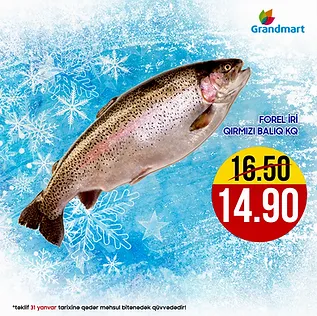 Grandmart
FOREL İRİ
QIRMIZI BALIQ KQ
16.50
14.90
*təklif 31 yanvar tarixinə qədər məhsul bitənədək qüvvədədir!